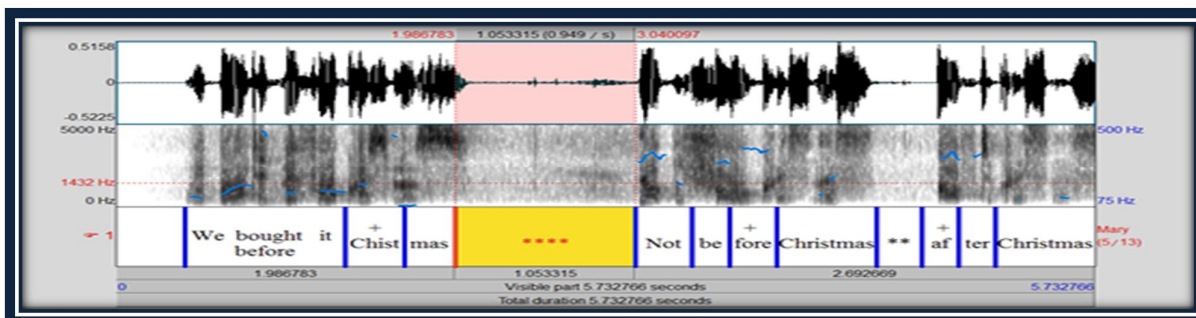 1.986783 1.053315 (0.949 / s) 3.040097
0.5158
0
-0.5225
5000 Hz 500 Hz
1432 Hz
0 Hz 75 Hz
☞ 1 We bought it before + Chist mas **** Not be + fore Christmas ** + af ter Christmas Mary (5/13)
1.986783 1.053315 2.692669
0 Visible part 5.732766 seconds 5.732766
Total duration 5.732766 seconds